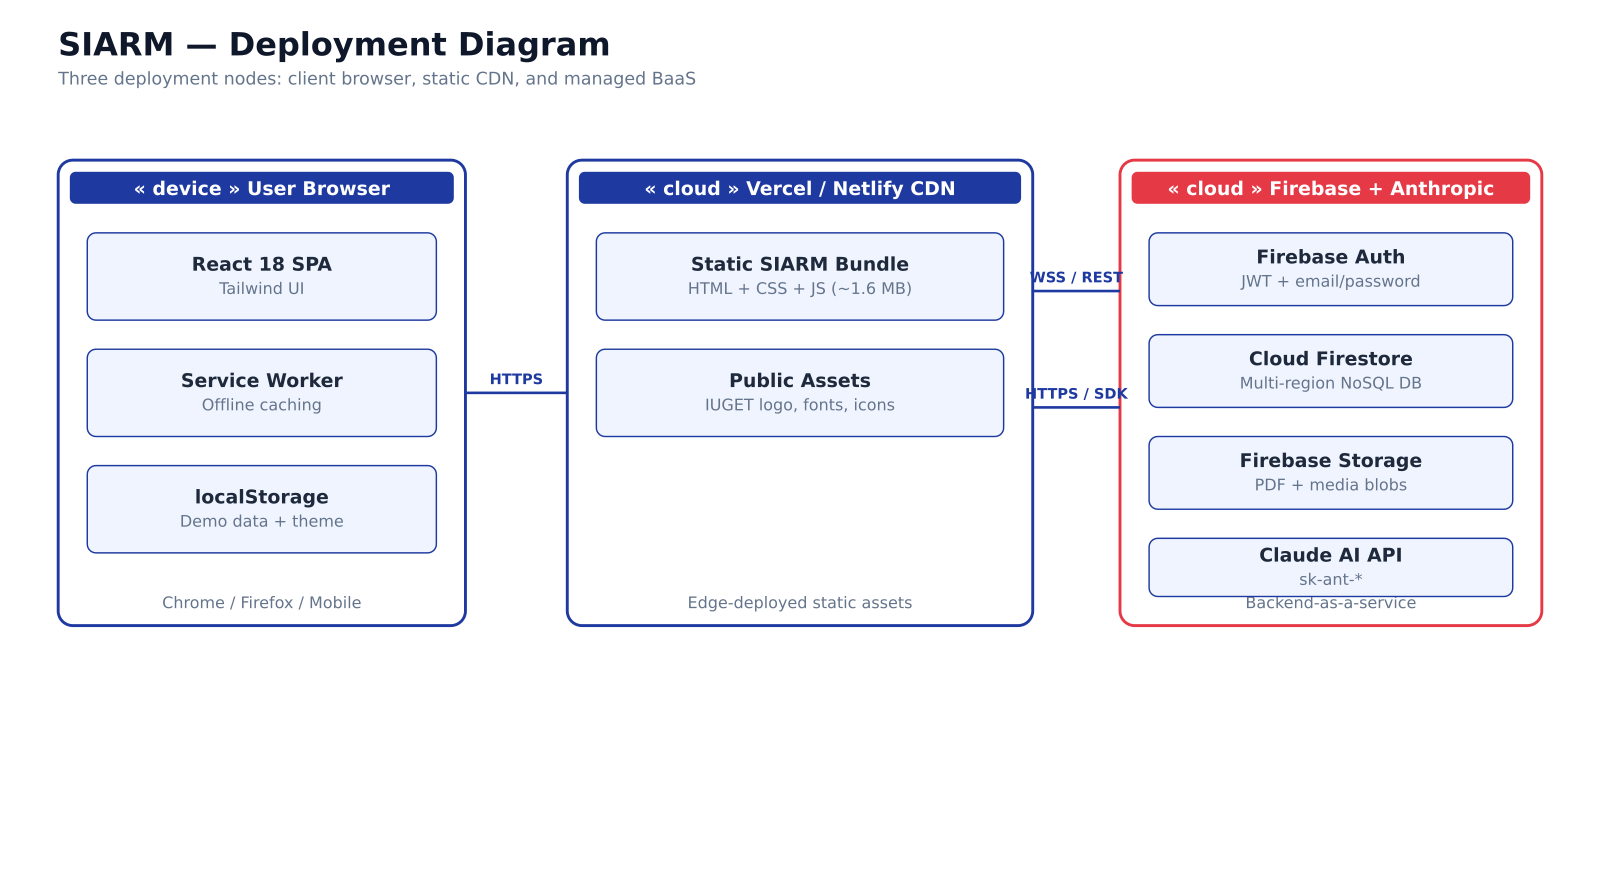 SIARM — Deployment Diagram
Three deployment nodes: client browser, static CDN, and managed BaaS
« device » User Browser
React 18 SPA
Tailwind UI
Service Worker
Offline caching
localStorage
Demo data + theme
Chrome / Firefox / Mobile
HTTPS
« cloud » Vercel / Netlify CDN
Static SIARM Bundle
HTML + CSS + JS (~1.6 MB)
Public Assets
IUGET logo, fonts, icons
Edge-deployed static assets
WSS / REST
HTTPS / SDK
« cloud » Firebase + Anthropic
Firebase Auth
JWT + email/password
Cloud Firestore
Multi-region NoSQL DB
Firebase Storage
PDF + media blobs
Claude AI API
sk-ant-*
Backend-as-a-service